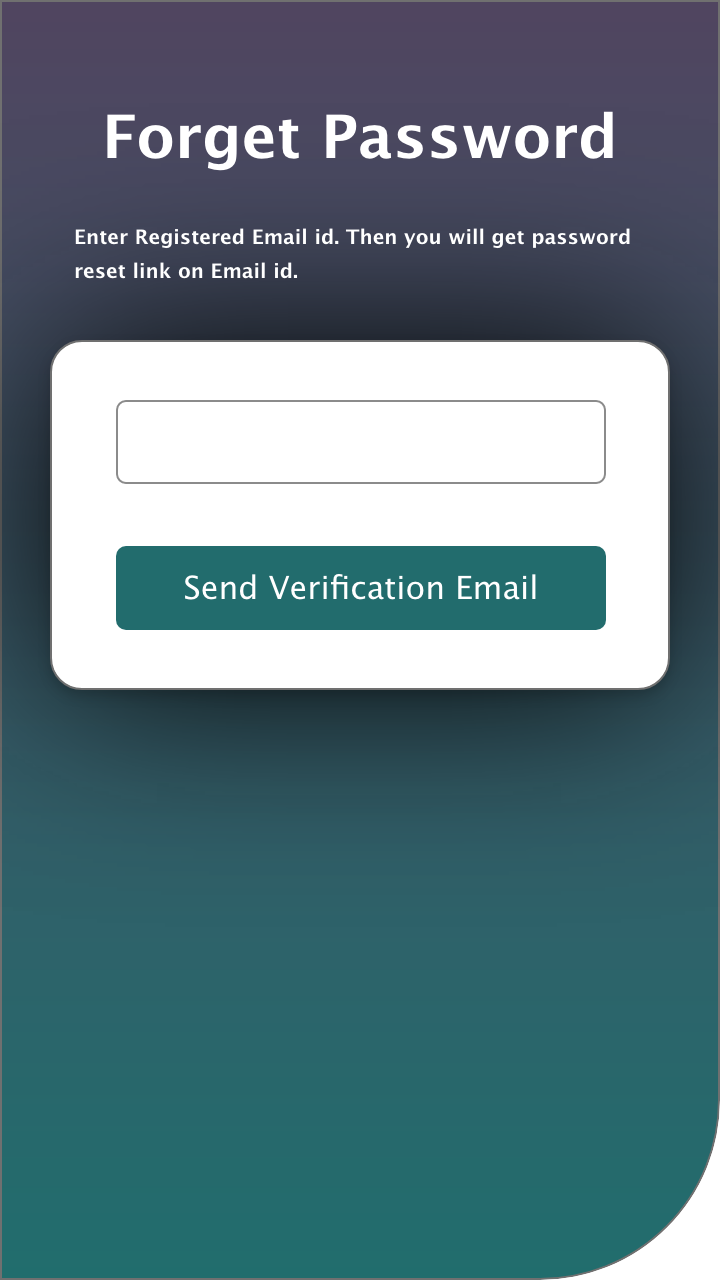 Forget Password
Enter Registered Email id. Then you will get password
reset link on Email id.
Send Verification Email